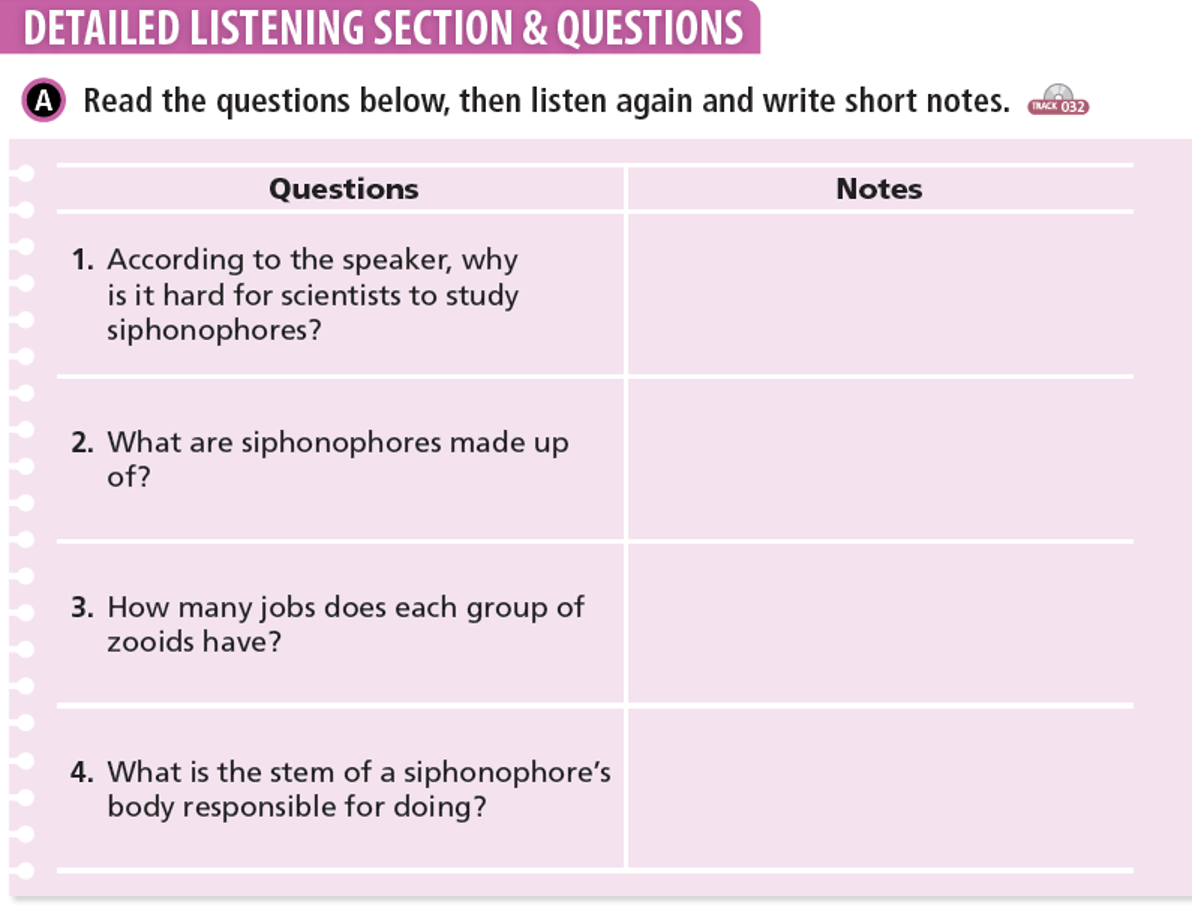 DETAILED LISTENING SECTION & QUESTIONS
A Read the questions below, then listen again and write short notes. TRACK 032
Questions Notes
1. According to the speaker, why
is it hard for scientists to study
siphonophores?
2. What are siphonophores made up
of?
3. How many jobs does each group of
zooids have?
4. What is the stem of a siphonophore's
body responsible for doing?